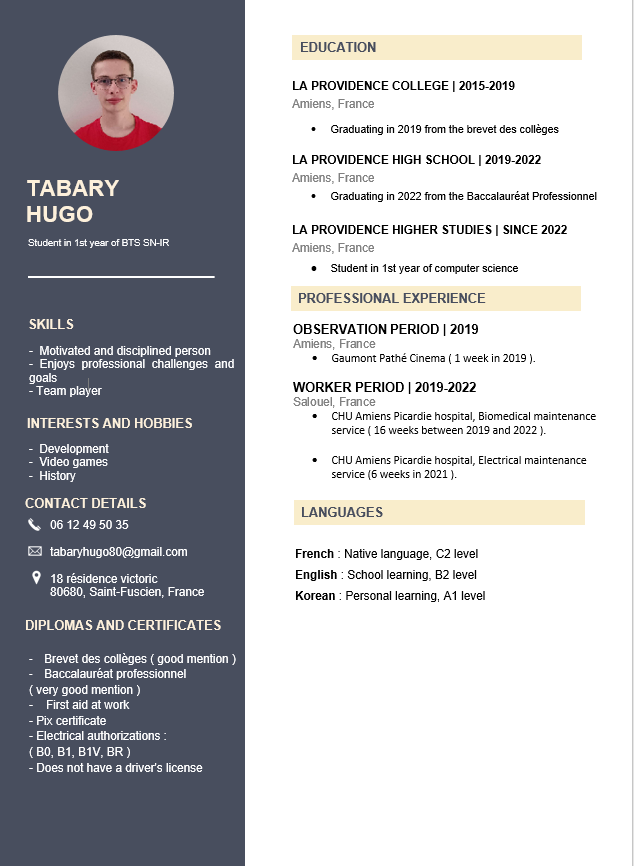 TABARY
HUGO
Student in 1st year of BTS SN-IR
SKILLS
- Motivated and disciplined person
- Enjoys professional challenges and
goals
- Team player
INTERESTS AND HOBBIES
- Development
- Video games
- History
CONTACT DETAILS
06 12 49 50 35
tabaryhugo80@gmail.com
18 résidence victoric
80680, Saint-Fuscien, France
DIPLOMAS AND CERTIFICATES
- Brevet des collèges ( good mention )
- Baccalauréat professionnel
( very good mention )
- First aid at work
- Pix certificate
- Electrical authorizations :
( B0, B1, B1V, BR )
- Does not have a driver's license
EDUCATION
LA PROVIDENCE COLLEGE | 2015-2019
Amiens, France
• Graduating in 2019 from the brevet des collèges
LA PROVIDENCE HIGH SCHOOL | 2019-2022
Amiens, France
• Graduating in 2022 from the Baccalauréat Professionnel
LA PROVIDENCE HIGHER STUDIES | SINCE 2022
Amiens, France
• Student in 1st year of computer science
PROFESSIONAL EXPERIENCE
OBSERVATION PERIOD | 2019
Amiens, France
• Gaumont Pathé Cinema ( 1 week in 2019 ).
WORKER PERIOD | 2019-2022
Salouel, France
• CHU Amiens Picardie hospital, Biomedical maintenance
service ( 16 weeks between 2019 and 2022 ).
• CHU Amiens Picardie hospital, Electrical maintenance
service (6 weeks in 2021 ).
LANGUAGES
French : Native language, C2 level
English : School learning, B2 level
Korean : Personal learning, A1 level